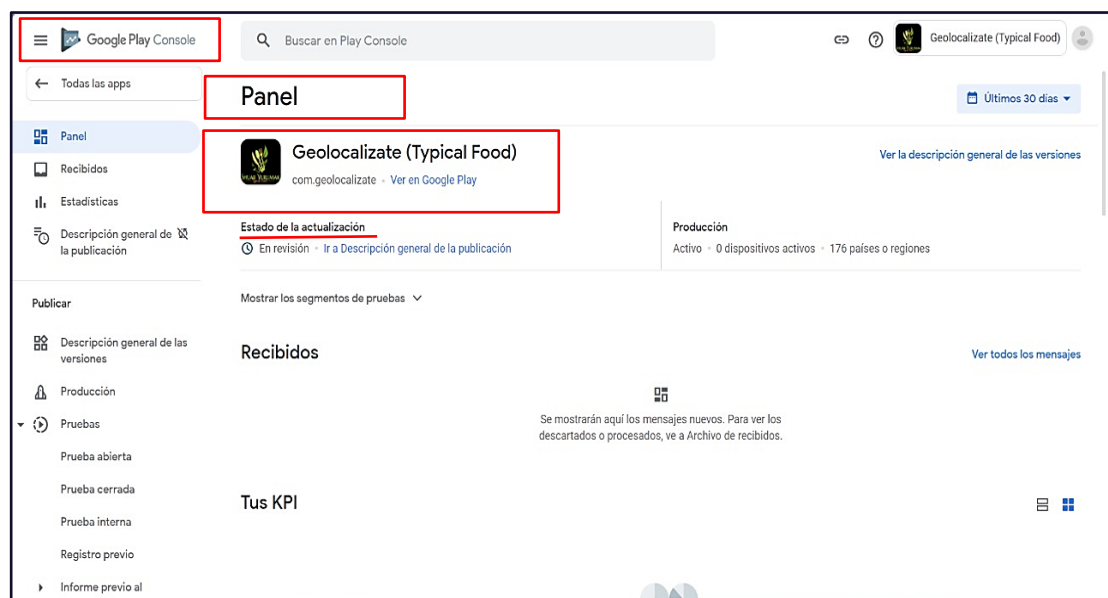 Google Play Console
Buscar en Play Console
Geolocalizate (Typical Food)
Todas las apps
Panel
Recibidos
Estadísticas
Descripción general de
la publicación
Publicar
Descripción general de las
versiones
Producción
Pruebas
Prueba abierta
Prueba cerrada
Prueba interna
Registro previo
Informe previo al
Panel
Últimos 30 días
Geolocalizate (Typical Food)
com.geolocalizate • Ver en Google Play
Ver la descripción general de las versiones
Estado de la actualización
En revisión • Ir a Descripción general de la publicación
Producción
Activo • 0 dispositivos activos • 176 países o regiones
Mostrar los segmentos de pruebas
Recibidos
Ver todos los mensajes
Se mostrarán aquí los mensajes nuevos. Para ver los
descartados o procesados, ve a Archivo de recibidos.
Tus KPI